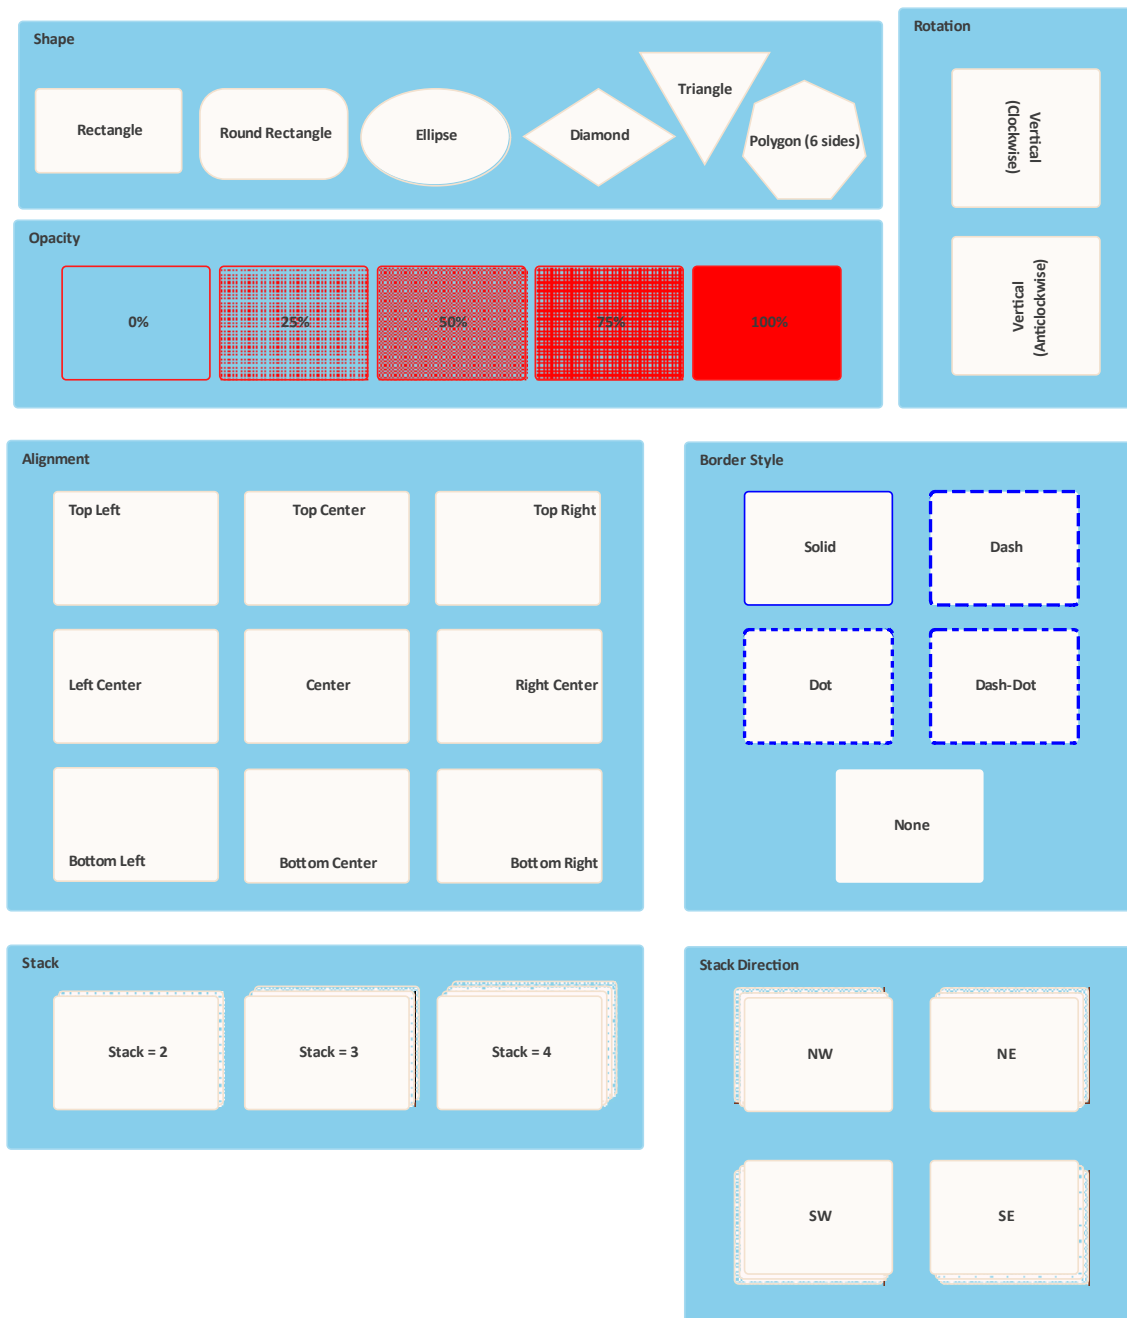 Shape
Rectangle
Round Rectangle
Ellipse
Diamond
Triangle
Polygon (6 sides)
Rotation
Vertical
(Clockwise)
Vertical
(Anticlockwise)
Opacity
0%
25%
50%
75%
100%
Alignment
Top Left
Top Center
Top Right
Left Center
Center
Right Center
Bottom Left
Bottom Center
Bottom Right
Border Style
Solid
Dash
Dot
Dash-Dot
None
Stack
Stack = 2
Stack = 3
Stack = 4
Stack Direction
NW
NE
SW
SE